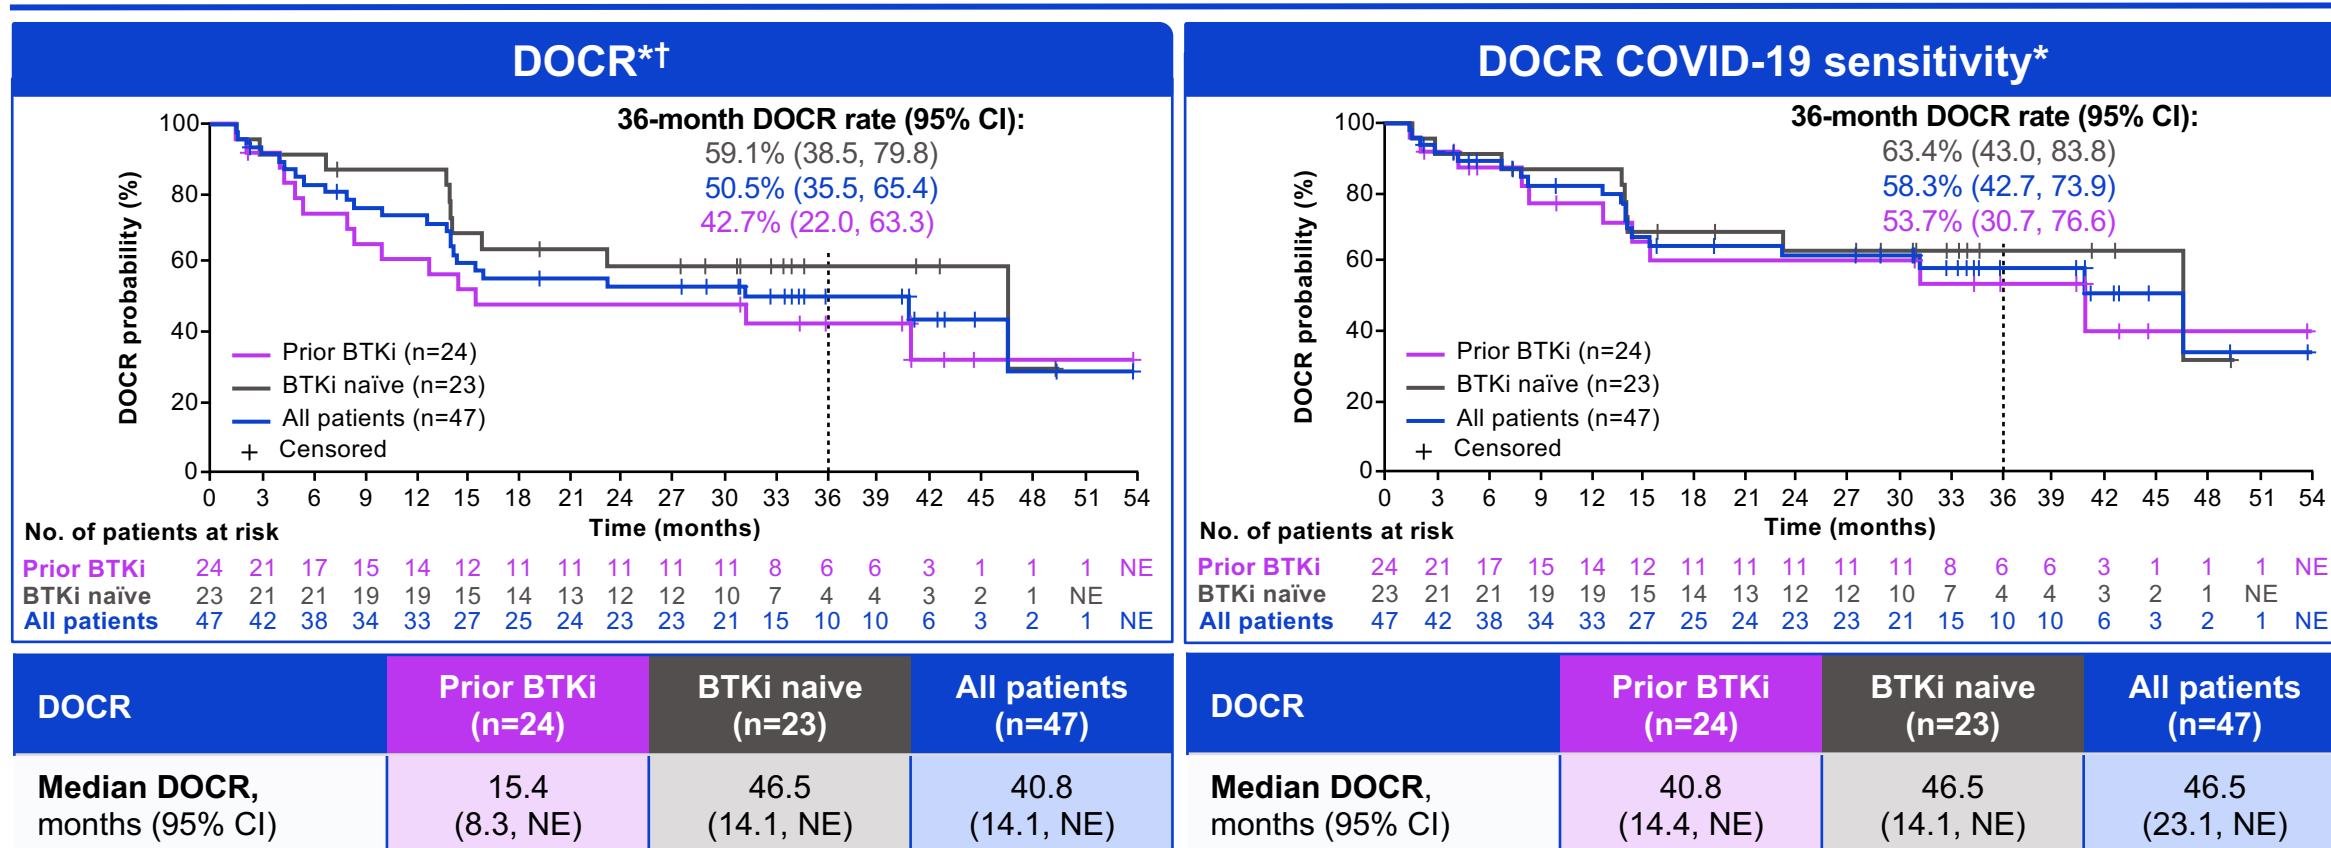 DOCR*†
36-month DOCR rate (95% CI):
59.1% (38.5, 79.8)
50.5% (35.5, 65.4)
42.7% (22.0, 63.3)
DOCR probability (%)
100
80
60
40
20
0
Prior BTKi (n=24)
BTKi naïve (n=23)
All patients (n=47)
+ Censored
0 3 6 9 12 15 18 21 24 27 30 33 36 39 42 45 48 51 54
Time (months)
No. of patients at risk
Prior BTKi 24 21 17 15 14 12 11 11 11 11 11 8 6 6 3 1 1 1 NE
BTKi naïve 23 21 21 19 19 15 14 13 12 12 10 7 4 4 3 2 1 NE
All patients 47 42 38 34 33 27 25 24 23 23 21 15 10 10 6 3 2 1 NE
DOCR Prior BTKi (n=24) BTKi naive (n=23) All patients (n=47)
Median DOCR, 15.4 46.5 40.8
months (95% CI) (8.3, NE) (14.1, NE) (14.1, NE)
DOCR COVID-19 sensitivity*
36-month DOCR rate (95% CI):
63.4% (43.0, 83.8)
58.3% (42.7, 73.9)
53.7% (30.7, 76.6)
DOCR probability (%)
100
80
60
40
20
0
Prior BTKi (n=24)
BTKi naïve (n=23)
All patients (n=47)
+ Censored
0 3 6 9 12 15 18 21 24 27 30 33 36 39 42 45 48 51 54
Time (months)
No. of patients at risk
Prior BTKi 24 21 17 15 14 12 11 11 11 11 11 8 6 6 3 1 1 1 NE
BTKi naïve 23 21 21 19 19 15 14 13 12 12 10 7 4 4 3 2 1 NE
All patients 47 42 38 34 33 27 25 24 23 23 21 15 10 10 6 3 2 1 NE
DOCR Prior BTKi (n=24) BTKi naive (n=23) All patients (n=47)
Median DOCR, 40.8 46.5 46.5
months (95% CI) (14.4, NE) (14.1, NE) (23.1, NE)